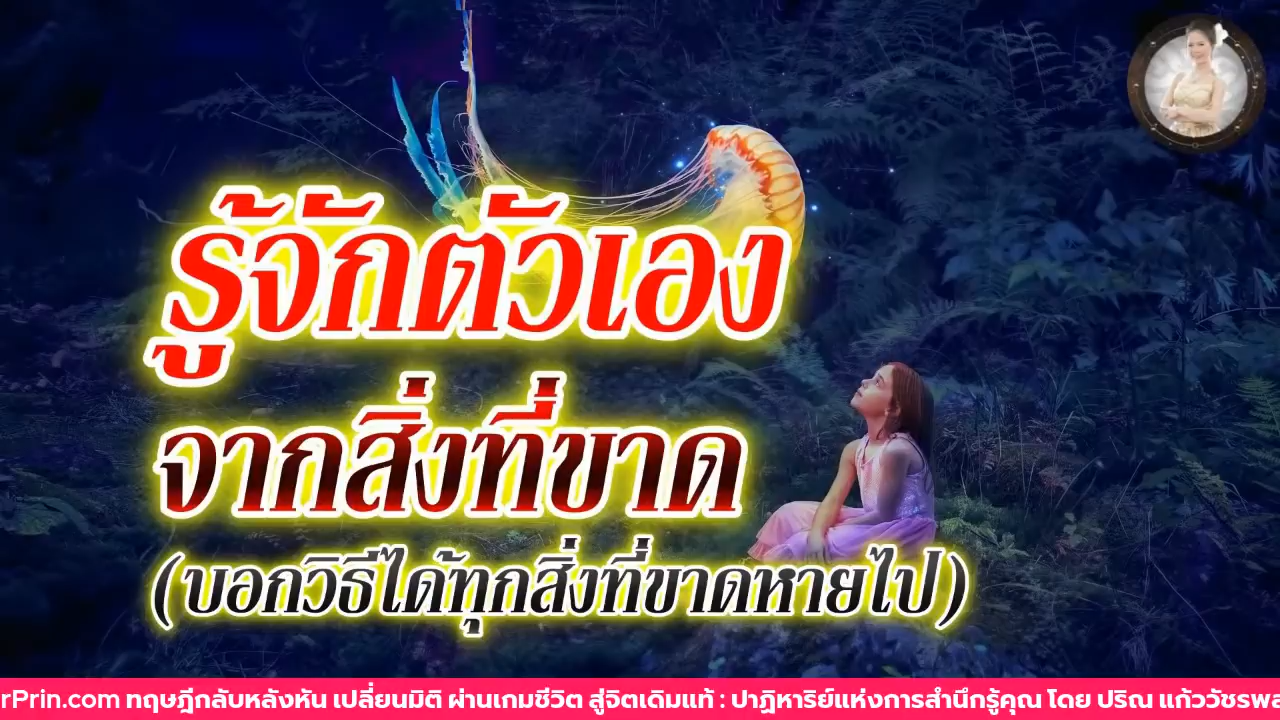 รู้จักตัวเอง
จากสิ่งที่ขาด
(บอกวิธีได้ทุกสิ่งที่ขาดหายไป)
rPrin.com ทฤษฎีกลับหลังหัน เปลี่ยนมิติ ผ่านเกมชีวิต สู่จิตเดิมแท้ : ปาฏิหาริย์แห่งการสำนึกรู้คุณ โดย ปริณ แก้ววัชรพล